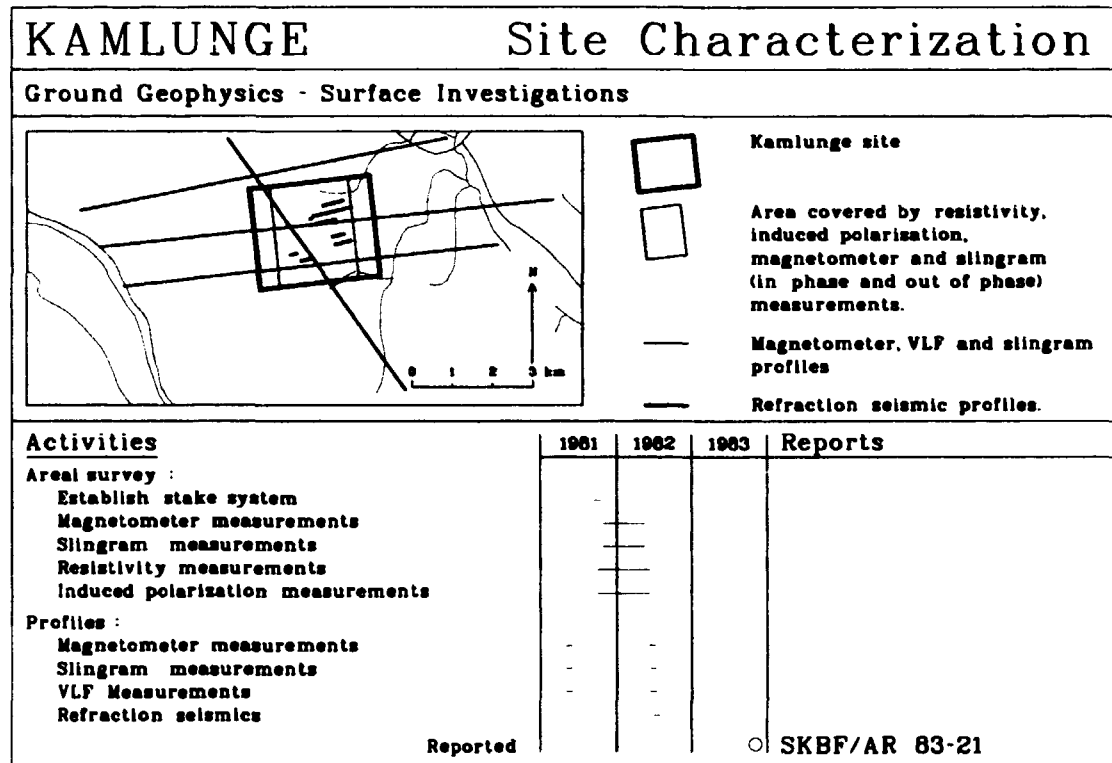 KAMLUNGE Site Characterization
Ground Geophysics - Surface Investigations
N
0 1 2 3 km
Kamlunge site
Area covered by resistivity,
induced polarisation,
magnetometer and slingram
(in phase and out of phase)
measurements.
Magnetometer, VLF and slingram
profiles
Refraction seismic profiles.
Activities 1981 1982 1983 Reports
Areal survey :
Establish stake system
Magnetometer measurements
Slingram measurements
Resistivity measurements
Induced polarization measurements
Profiles :
Magnetometer measurements
Slingram measurements
VLF Measurements
Refraction seismics
Reported SKBF/AR 83-21